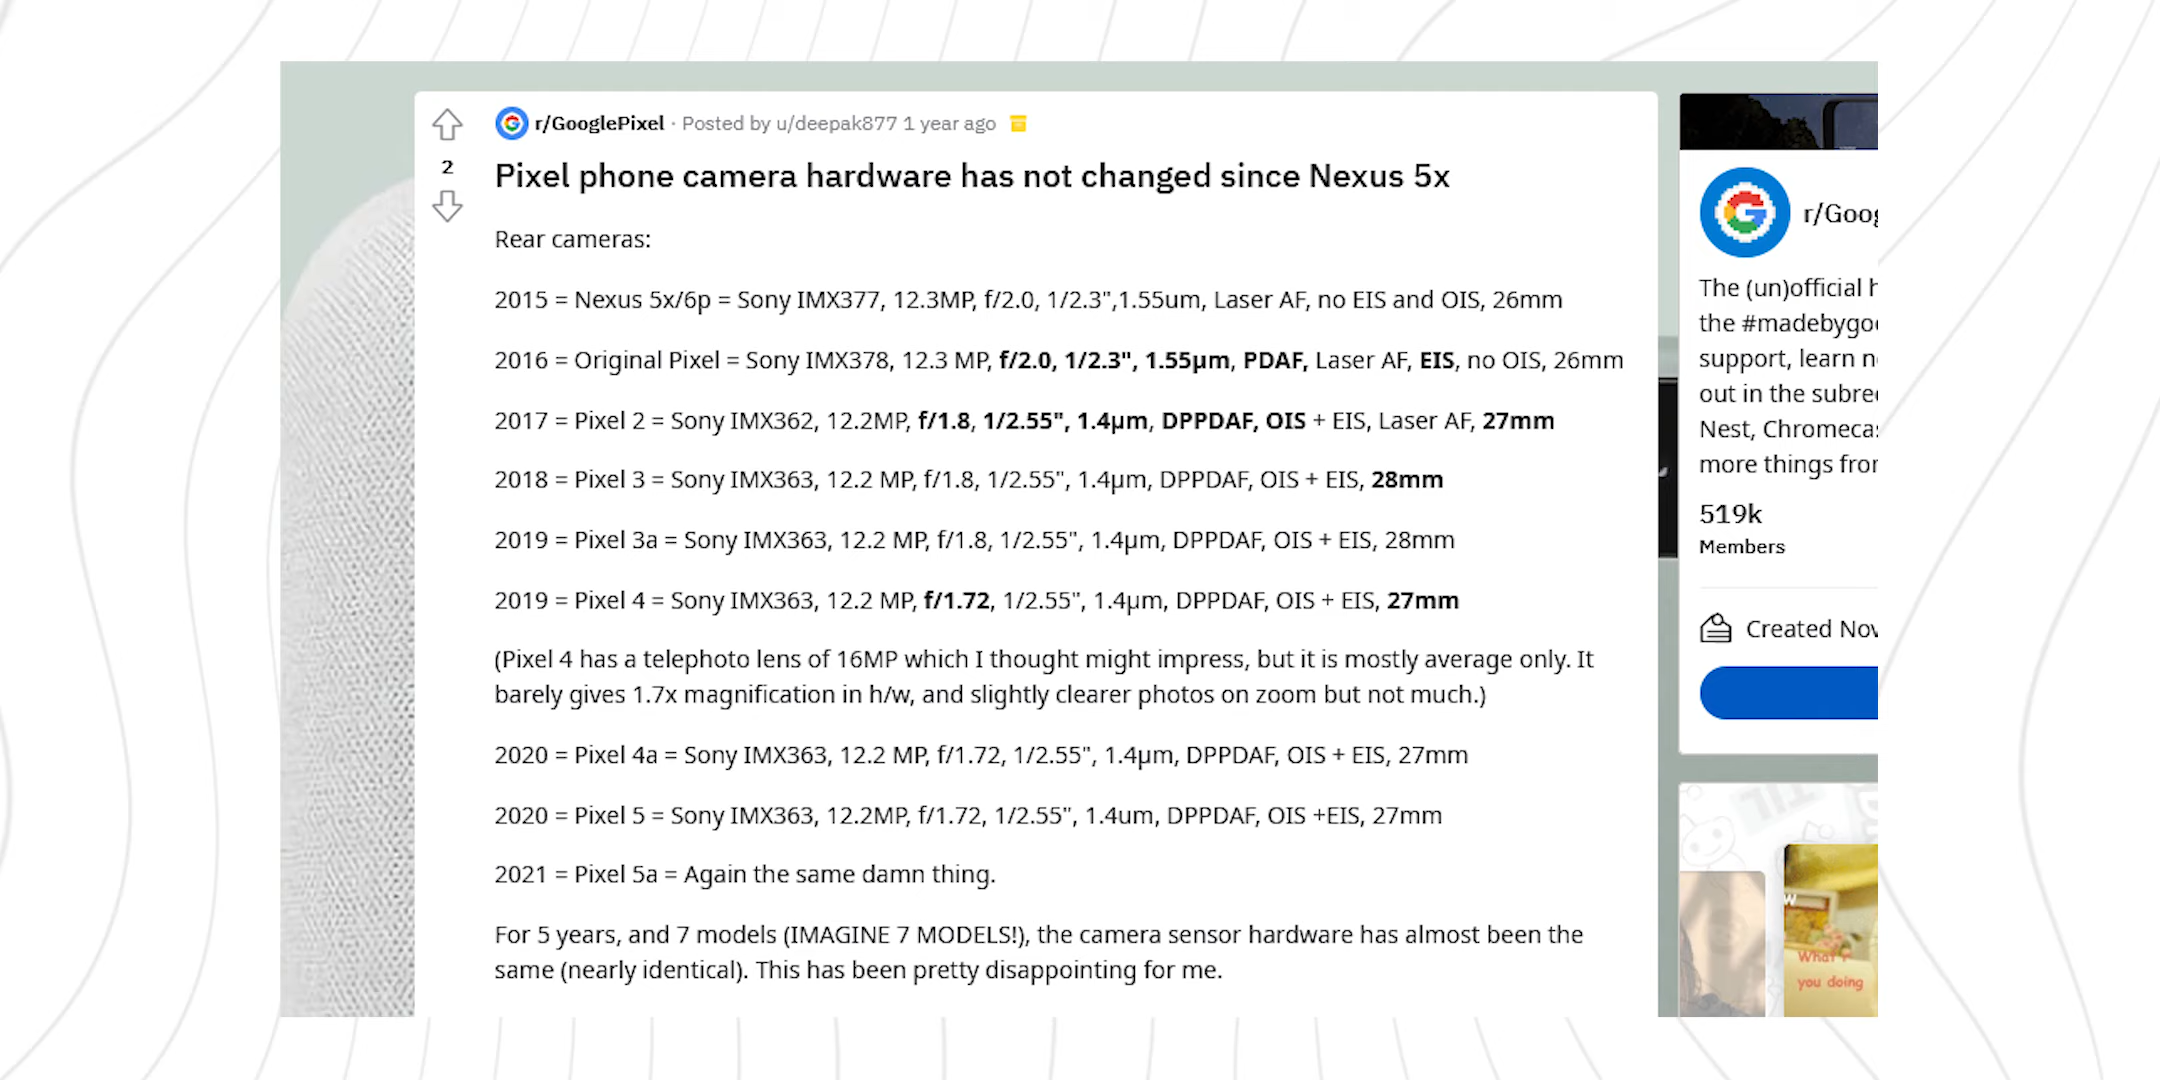 r/GooglePixel · Posted by u/deepak877 1 year ago
2
Pixel phone camera hardware has not changed since Nexus 5x
Rear cameras:
2015 = Nexus 5x/6p = Sony IMX377, 12.3MP, f/2.0, 1/2.3",1.55um, Laser AF, no EIS and OIS, 26mm
2016 = Original Pixel = Sony IMX378, 12.3 MP, f/2.0, 1/2.3", 1.55µm, PDAF, Laser AF, EIS, no OIS, 26mm
2017 = Pixel 2 = Sony IMX362, 12.2MP, f/1.8, 1/2.55", 1.4µm, DPPDAF, OIS + EIS, Laser AF, 27mm
2018 = Pixel 3 = Sony IMX363, 12.2 MP, f/1.8, 1/2.55", 1.4µm, DPPDAF, OIS + EIS, 28mm
2019 = Pixel 3a = Sony IMX363, 12.2 MP, f/1.8, 1/2.55", 1.4µm, DPPDAF, OIS + EIS, 28mm
2019 = Pixel 4 = Sony IMX363, 12.2 MP, f/1.72, 1/2.55", 1.4µm, DPPDAF, OIS + EIS, 27mm
(Pixel 4 has a telephoto lens of 16MP which I thought might impress, but it is mostly average only. It
barely gives 1.7x magnification in h/w, and slightly clearer photos on zoom but not much.)
2020 = Pixel 4a = Sony IMX363, 12.2 MP, f/1.72, 1/2.55", 1.4µm, DPPDAF, OIS + EIS, 27mm
2020 = Pixel 5 = Sony IMX363, 12.2MP, f/1.72, 1/2.55", 1.4um, DPPDAF, OIS +EIS, 27mm
2021 = Pixel 5a = Again the same damn thing.
For 5 years, and 7 models (IMAGINE 7 MODELS!), the camera sensor hardware has almost been the
same (nearly identical). This has been pretty disappointing for me.
r/Goog
The (un)official h
the #madebygo
support, learn n
out in the subre
Nest, Chromeca
more things fro
519k
Members
Created Nov
TIL
W
What
you doing